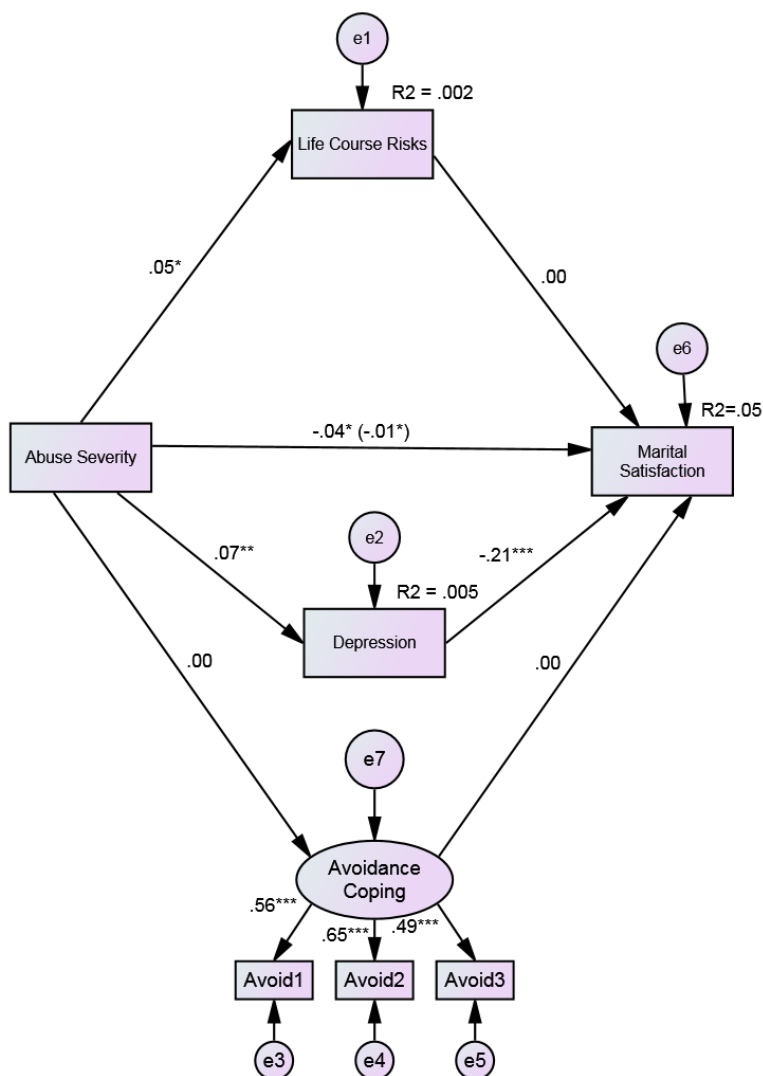 e1
R2 = .002
Life Course Risks
.05*
.00
e6
R2=.05
-.04* (-.01*)
Abuse Severity
Marital
Satisfaction
e2
.07**
-.21***
R2 = .005
Depression
.00
.00
e7
Avoidance
Coping
.56***
.65***
.49***
Avoid1
Avoid2
Avoid3
e3
e4
e5